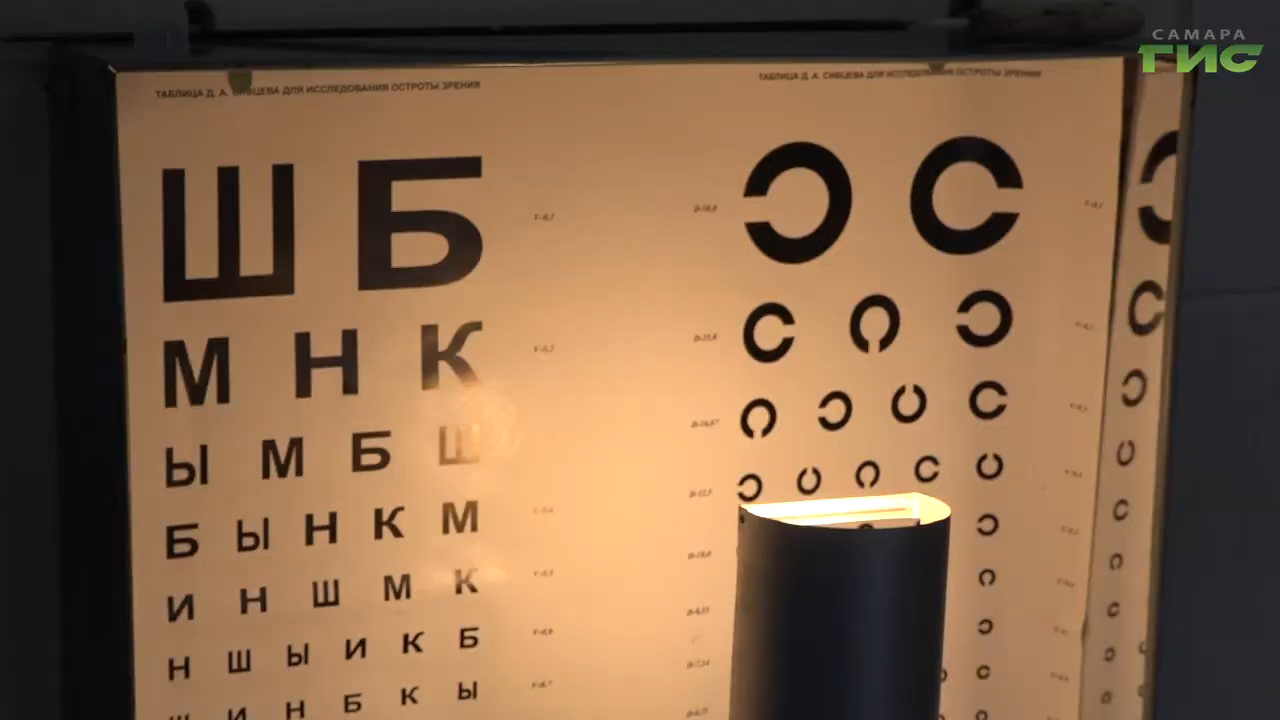 САМАРА
ГИС
ТАБЛИЦА Д. А. СИВЦЕВА ДЛЯ ИССЛЕДОВАНИЯ ОСТРОТЫ ЗРЕНИЯ
ТАБЛИЦА Д. А. СИВЦЕВА ДЛЯ ИССЛЕДОВАНИЯ ОСТРОТЫ ЗРЕНИЯ
Ш Б
М Н К
Ы М Б Ш
Б Ы Н К М
И Н Ш М К
Н Ш Ы И К Б
Ш И Н Б К Ы